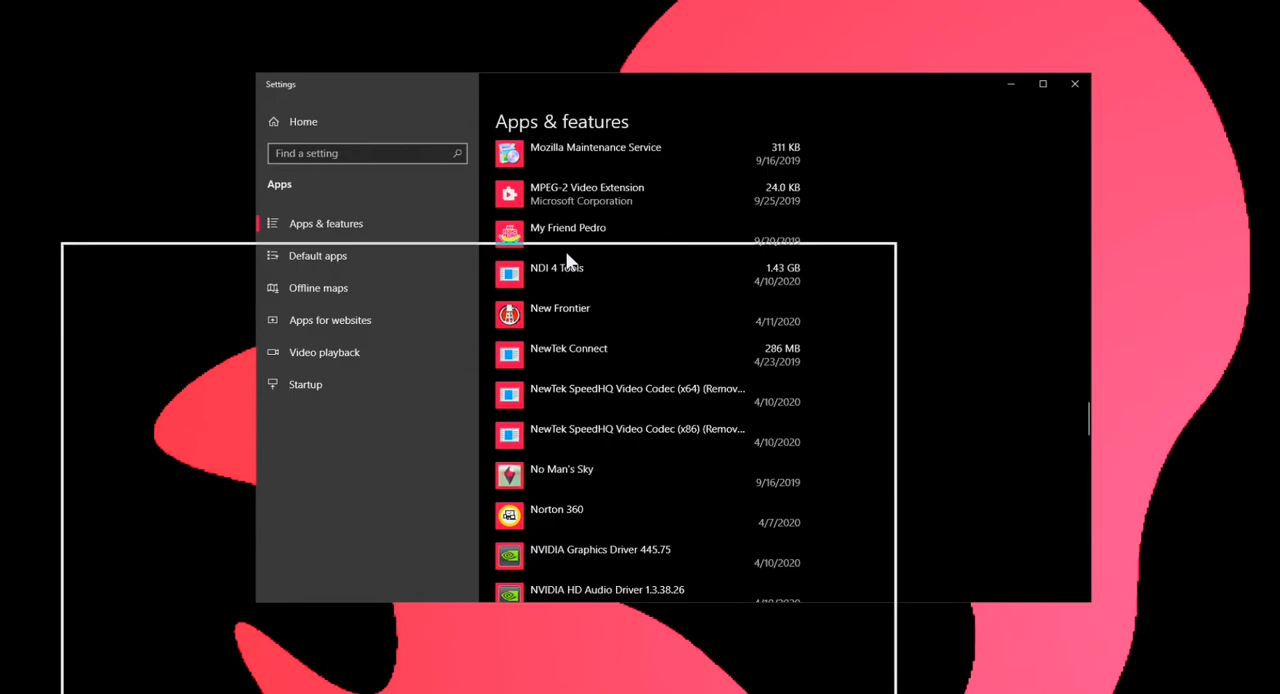 Settings
Home
Find a setting
Apps
Apps & features
Default apps
Offline maps
Apps for websites
Video playback
Startup
Apps & features
Mozilla Maintenance Service 311 KB
9/16/2019
MPEG-2 Video Extension 24.0 KB
Microsoft Corporation 9/25/2019
My Friend Pedro
9/20/2019
NDI 4 Tools 1.43 GB
4/10/2020
New Frontier
4/11/2020
NewTek Connect 286 MB
4/23/2019
NewTek SpeedHQ Video Codec (x64) (Remov...
4/10/2020
NewTek SpeedHQ Video Codec (x86) (Remov...
4/10/2020
No Man's Sky
9/16/2019
Norton 360
4/7/2020
NVIDIA Graphics Driver 445.75
4/10/2020
NVIDIA HD Audio Driver 1.3.38.26